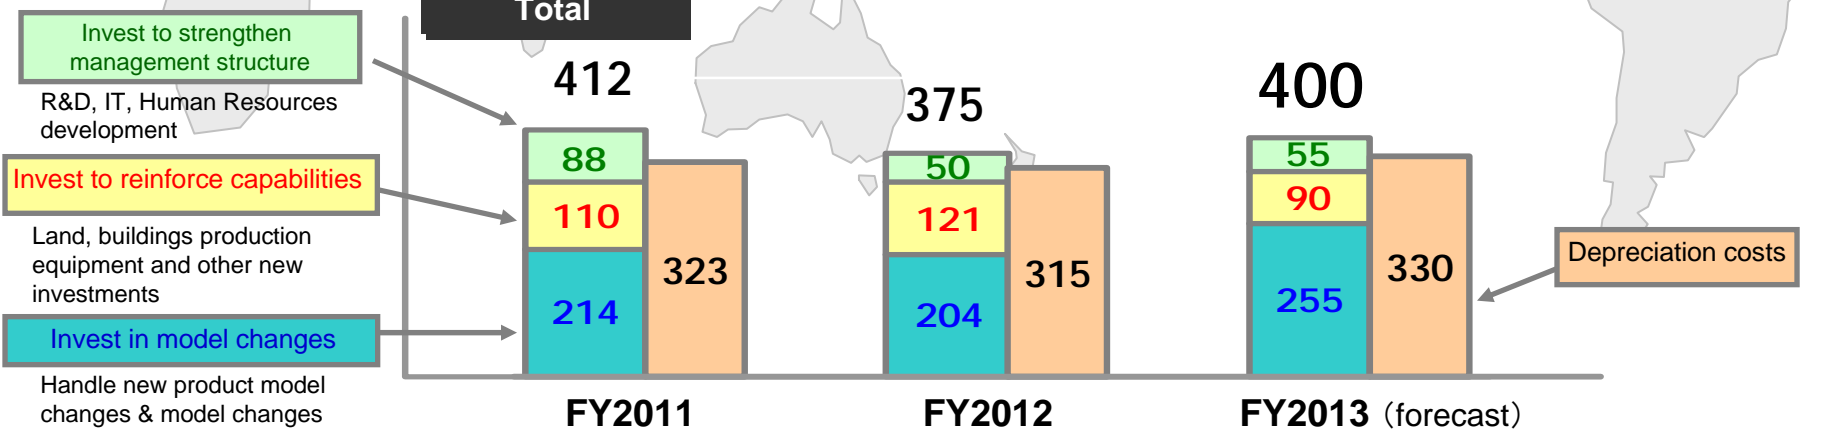 Total
Invest to strengthen
management structure
R&D, IT, Human Resources
development
Invest to reinforce capabilities
Land, buildings production
equipment and other new
investments
Invest in model changes
Handle new product model
changes & model changes
412
88
110
214
323
FY2011
375
50
121
204
315
FY2012
400
55
90
255
330
FY2013（forecast）
Depreciation costs